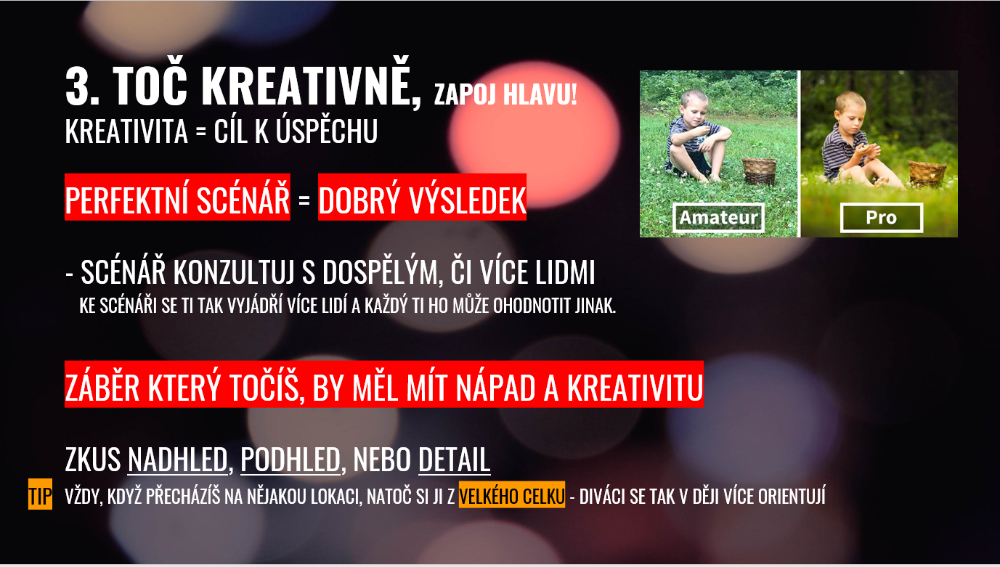 3. TOČ KREATIVNĚ, ZAPOJ HLAVU!
KREATIVITA = CÍL K ÚSPĚCHU
Amateur
Pro
PERFEKTNÍ SCÉNÁŘ = DOBRÝ VÝSLEDEK
- SCÉNÁŘ KONZULTUJ S DOSPĚLÝM, ČI VÍCE LIDMI
KE SCÉNÁŘI SE TI TAK VYJÁDŘÍ VÍCE LIDÍ A KAŽDÝ TI HO MŮŽE OHODNOTIT JINAK.
ZÁBĚR KTERÝ TOČÍŠ, BY MĚL MÍT NÁPAD A KREATIVITU
ZKUS NADHLED, PODHLED, NEBO DETAIL
TIP VŽDY, KDYŽ PŘECHÁZÍŠ NA NĚJAKOU LOKACI, NATOČ SI JI Z VELKÉHO CELKU - DIVÁCI SE TAK V DĚJI VÍCE ORIENTUJÍ